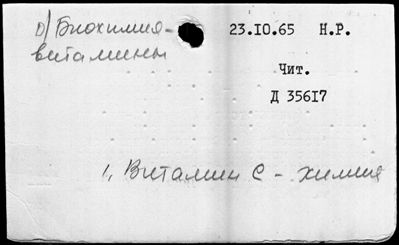 о) Биохимия-
витамины
23.10.65 Н.Р.
Чит.
Д 35617
1, Витамин С - химия